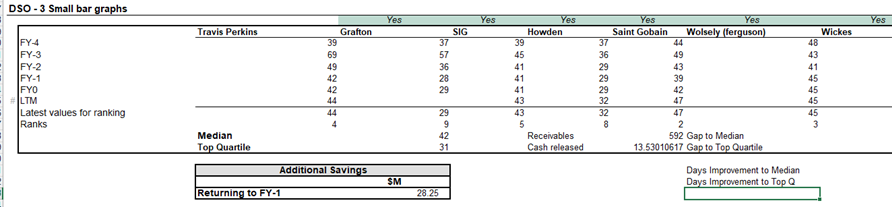 DSO - 3 Small bar graphs
Yes Yes Yes Yes Yes Yes
Travis Perkins Grafton SIG Howden Saint Gobain Wolsely (ferguson) Wickes
FY-4 39 37 39 37 44 48
FY-3 69 57 45 36 49 43
FY-2 49 36 41 29 43 41
FY-1 42 28 41 29 39 45
FY0 42 29 41 29 42 45
# LTM 44 43 32 47 45
Latest values for ranking 44 29 43 32 47 45
Ranks 4 9 5 8 2 3
Median 42 Receivables 592 Gap to Median
Top Quartile 31 Cash released 13.53010617 Gap to Top Quartile
Additional Savings Days Improvement to Median
$M Days Improvement to Top Q
Returning to FY-1 28.25